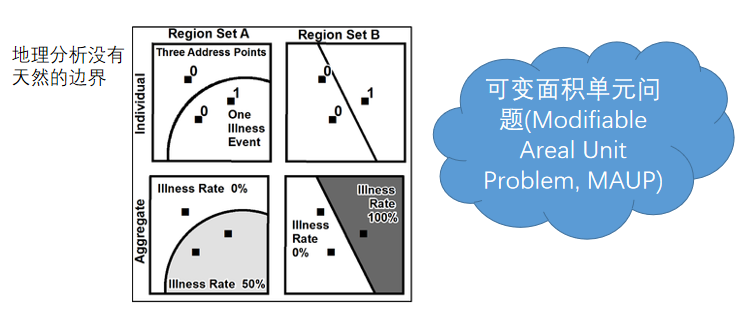 地理分析没有
天然的边界
Region Set A
Region Set B
Individual
Three Address Points
0
1
0
One
Illness
Event
0
1
0
Aggregate
Illness Rate 0%
Illness Rate 50%
Illness
Rate
100%
Illness
Rate
0%
可变面积单元问
题(Modifiable
Areal Unit
Problem, MAUP)